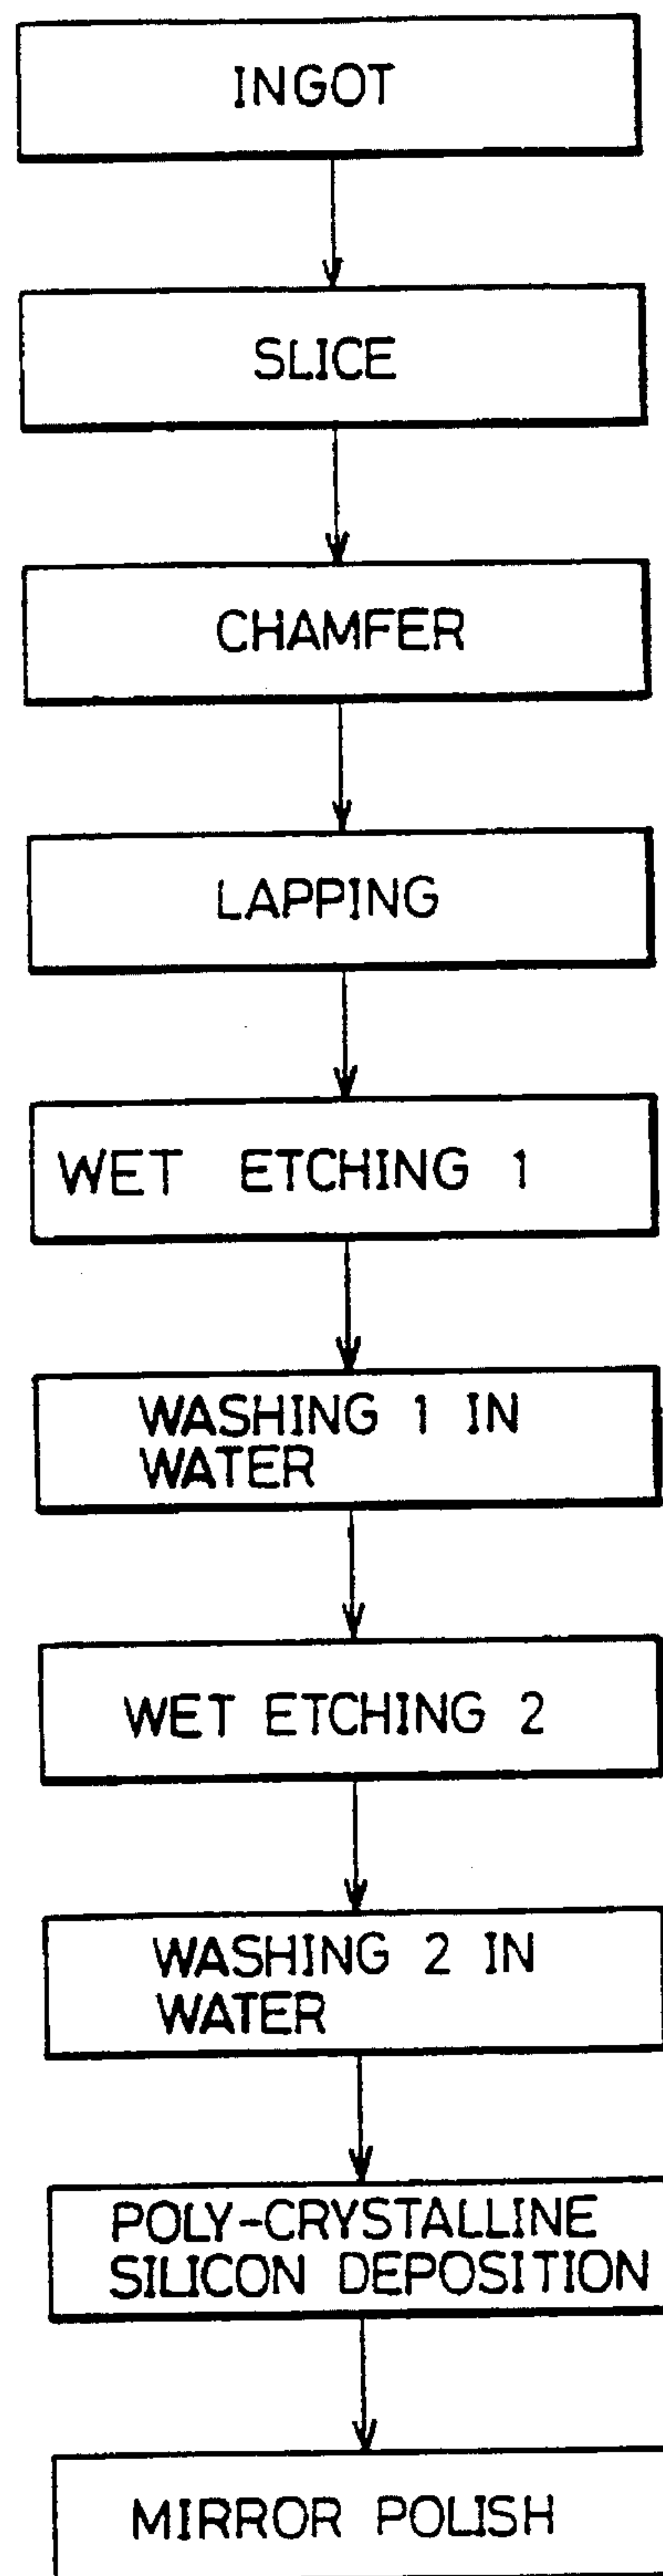 INGOT
SLICE
CHAMFER
LAPPING
WET ETCHING 1
WASHING 1 IN
WATER
WET ETCHING 2
WASHING 2 IN
WATER
POLY-CRYSTALLINE
SILICON DEPOSITION
MIRROR POLISH